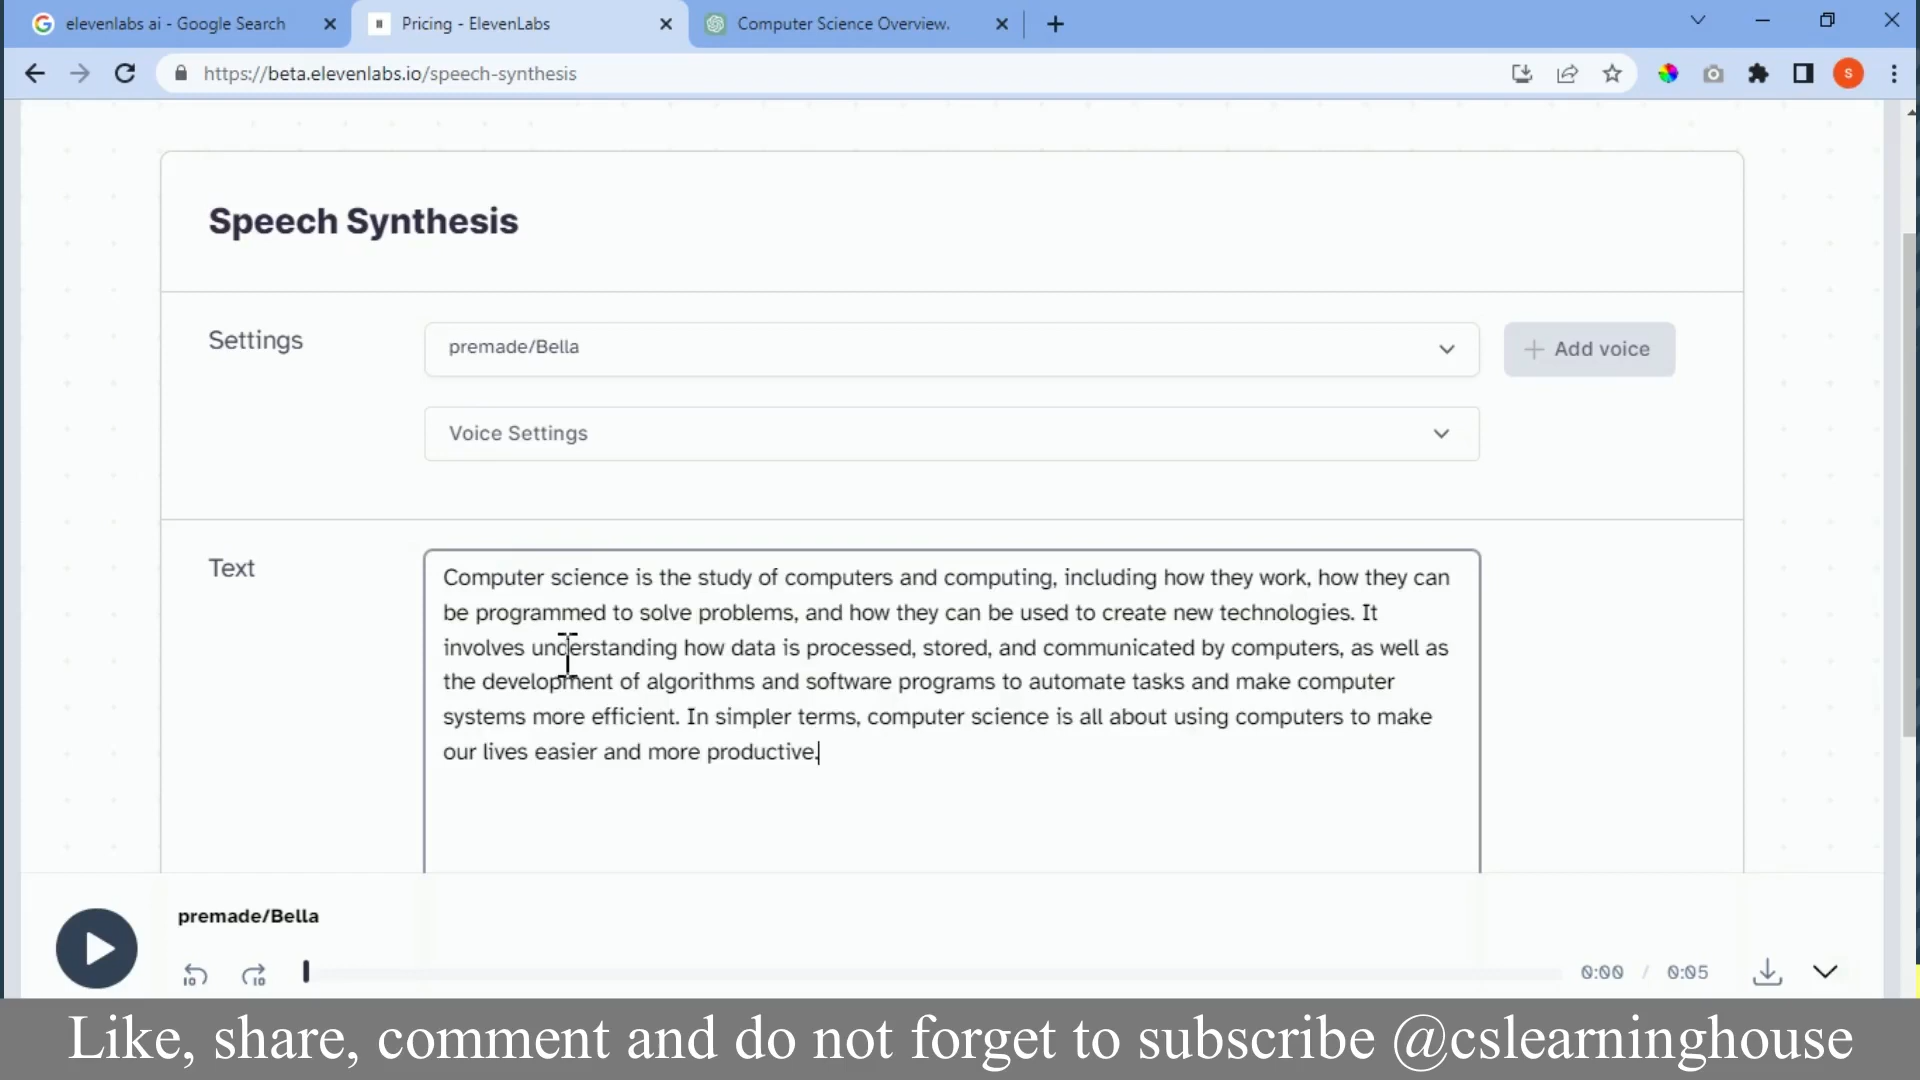 elevenlabs ai - Google Search
Pricing - ElevenLabs
Computer Science Overview.
https://beta.elevenlabs.io/speech-synthesis
S
Speech Synthesis
Settings
premade/Bella
Add voice
Voice Settings
Text
Computer science is the study of computers and computing, including how they work, how they can
be programmed to solve problems, and how they can be used to create new technologies. It
involves understanding how data is processed, stored, and communicated by computers, as well as
the development of algorithms and software programs to automate tasks and make computer
systems more efficient. In simpler terms, computer science is all about using computers to make
our lives easier and more productive.
premade/Bella
10 10 0:00 / 0:05
Like, share, comment and do not forget to subscribe @cslearninghouse